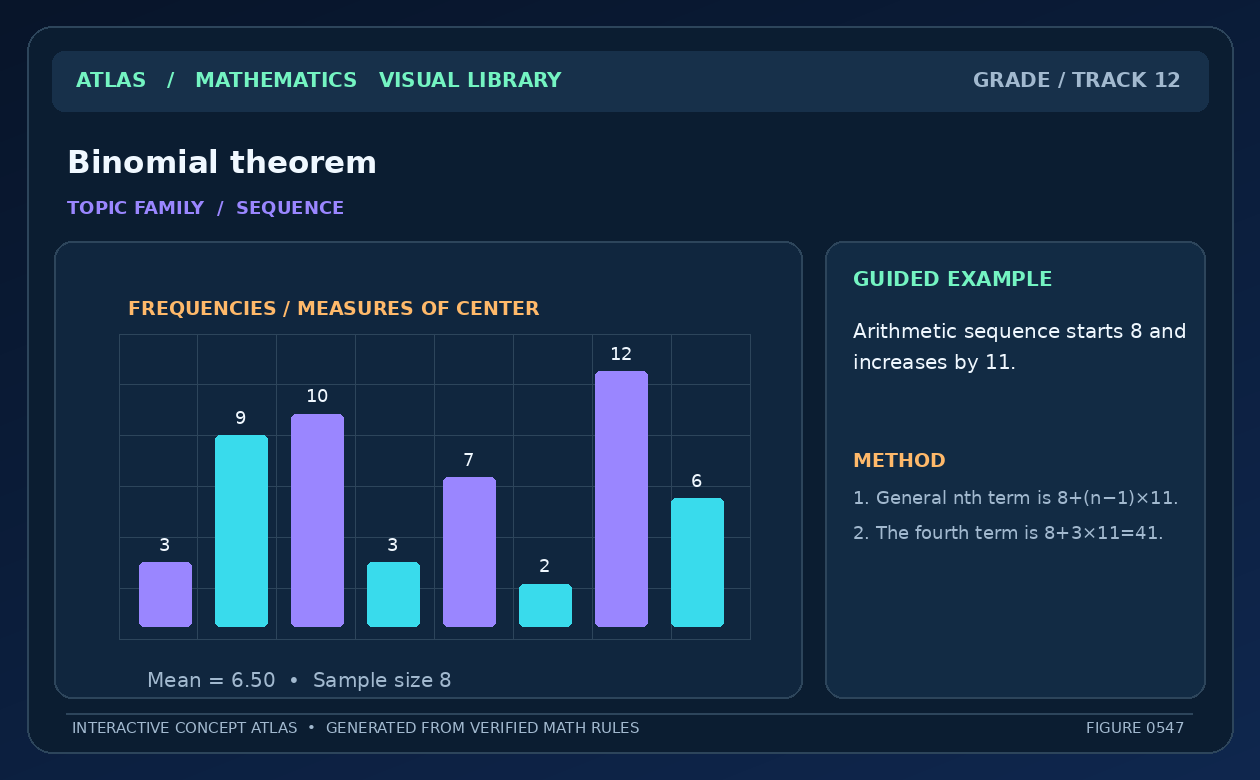 ATLAS / MATHEMATICS VISUAL LIBRARY
GRADE / TRACK 12
Binomial theorem
TOPIC FAMILY / SEQUENCE
FREQUENCIES / MEASURES OF CENTER
3
9
10
3
7
2
12
6
Mean = 6.50 • Sample size 8
GUIDED EXAMPLE
Arithmetic sequence starts 8 and
increases by 11.
METHOD
1. General nth term is 8+(n−1)×11.
2. The fourth term is 8+3×11=41.
INTERACTIVE CONCEPT ATLAS • GENERATED FROM VERIFIED MATH RULES
FIGURE 0547